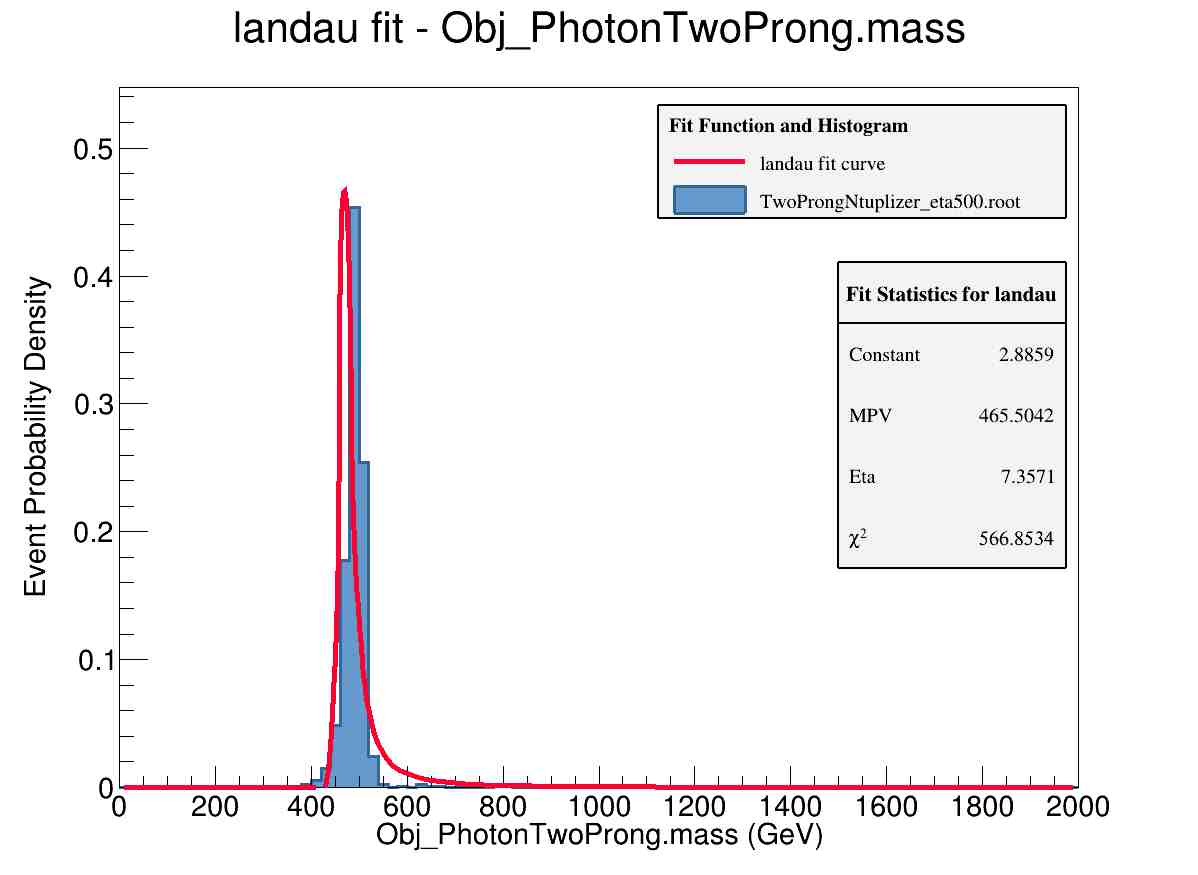 landau fit - Obj_PhotonTwoProng.mass
Fit Function and Histogram
landau fit curve
TwoProngNtuplizer_eta500.root
Fit Statistics for landau
Constant 2.8859
MPV 465.5042
Eta 7.3571
χ² 566.8534
Event Probability Density
0.5
0.4
0.3
0.2
0.1
0
0 200 400 600 800 1000 1200 1400 1600 1800 2000
Obj_PhotonTwoProng.mass (GeV)